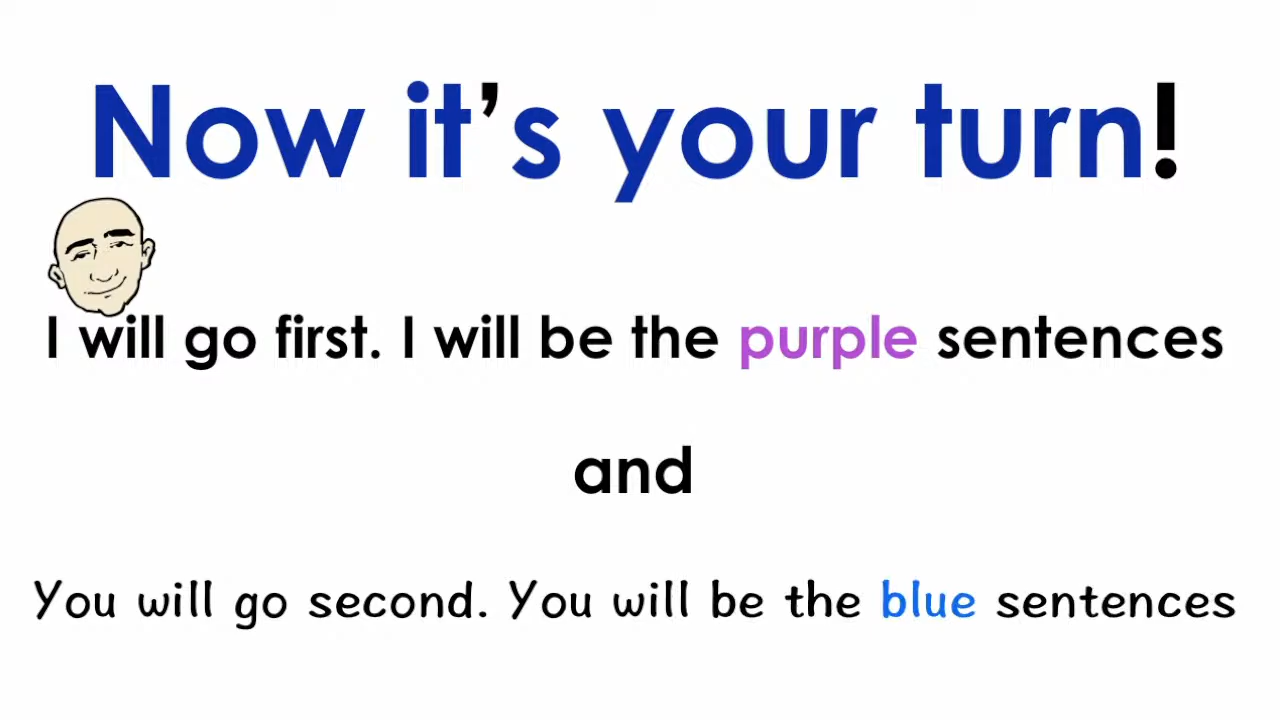 Now it’s your turn!
I will go first. I will be the purple sentences
and
You will go second. You will be the blue sentences